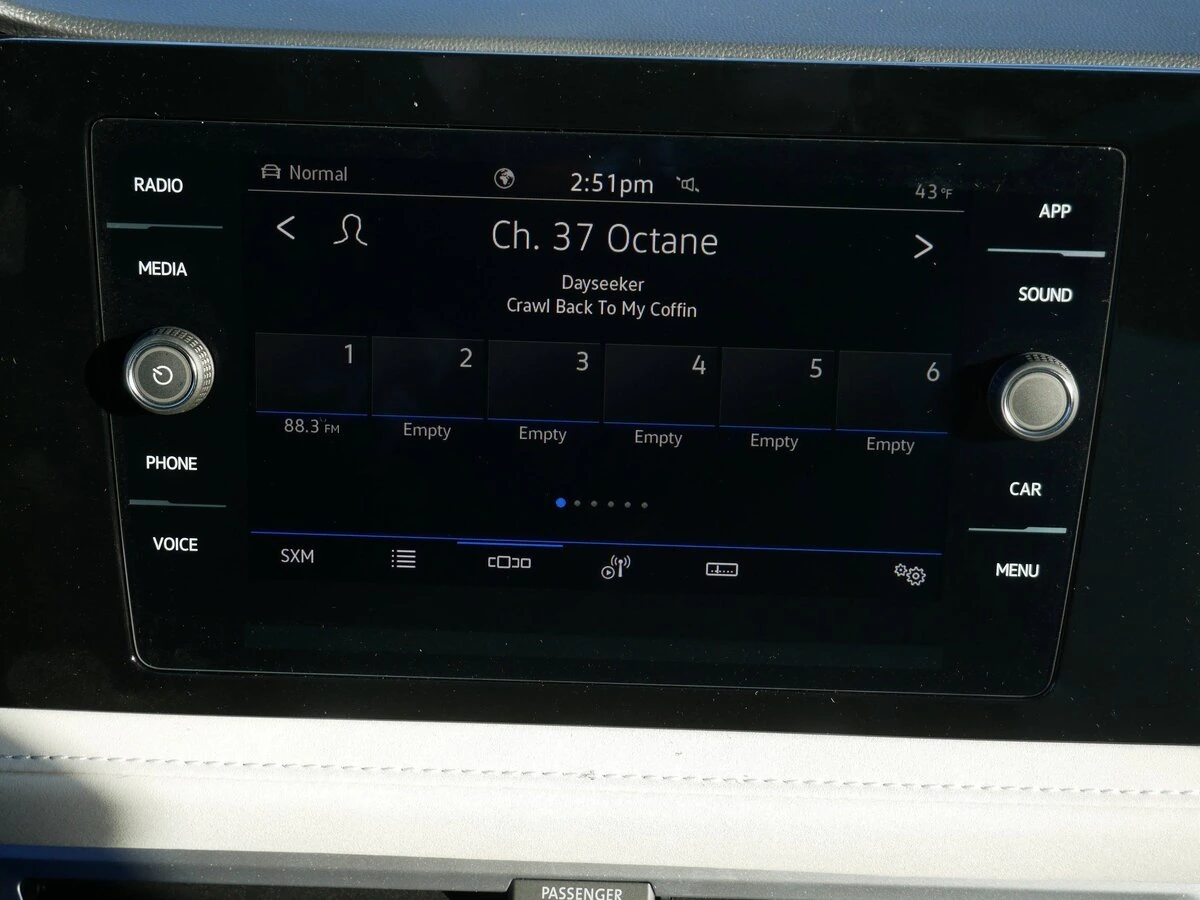 RADIO
MEDIA
PHONE
VOICE
Normal
2:51pm
43°F
Ch. 37 Octane
Dayseeker
Crawl Back To My Coffin
1
2
3
4
5
6
88.3 FM
Empty
Empty
Empty
Empty
Empty
SXM
APP
SOUND
CAR
MENU
PASSENGER